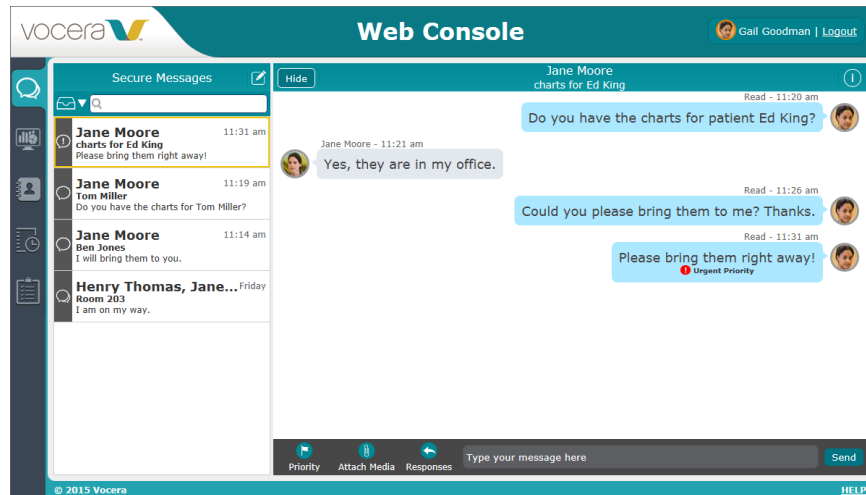 vocera
Web Console
Gail Goodman | Logout
Secure Messages
Jane Moore 11:31 am
charts for Ed King
Please bring them right away!
Jane Moore 11:19 am
Tom Miller
Do you have the charts for Tom Miller?
Jane Moore 11:14 am
Ben Jones
I will bring them to you.
Henry Thomas, Jane... Friday
Room 203
I am on my way.
Hide
Jane Moore
charts for Ed King
Read - 11:20 am
Do you have the charts for patient Ed King?
Jane Moore - 11:21 am
Yes, they are in my office.
Read - 11:26 am
Could you please bring them to me? Thanks.
Read - 11:31 am
Please bring them right away!
Urgent Priority
Priority
Attach Media
Responses
Type your message here
Send
© 2015 Vocera
HELP